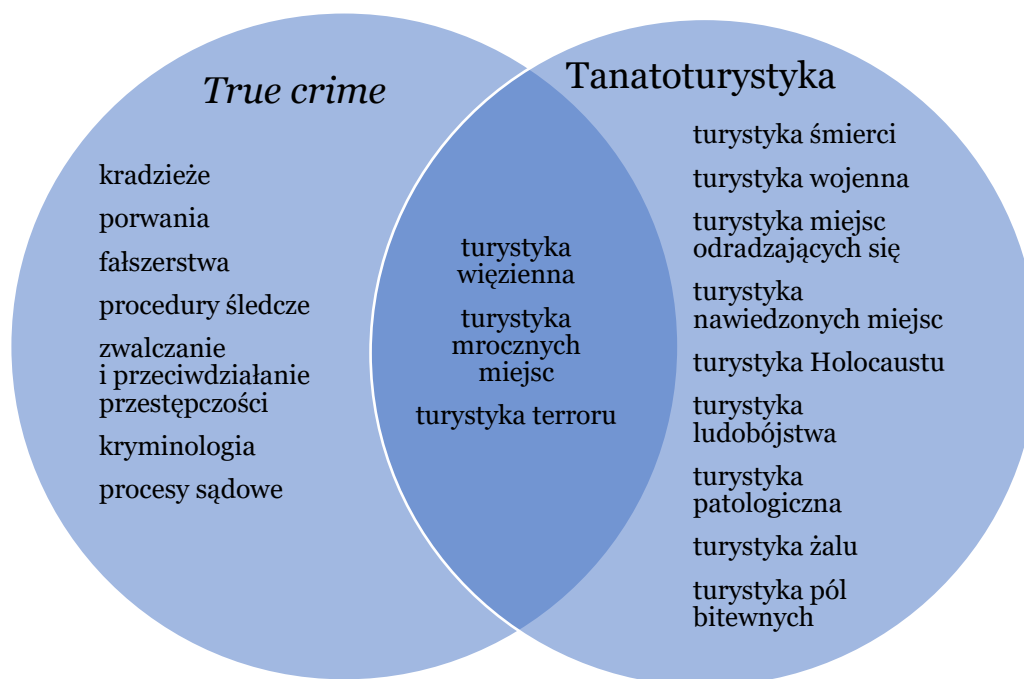 True crime
kradzieże
porwania
fałszerstwa
procedury śledcze
zwalczanie
i przeciwdziałanie
przestępczości
kryminologia
procesy sądowe
turystyka
więzienna
turystyka
mrocznych
miejsc
turystyka terroru
Tanatoturystyka
turystyka śmierci
turystyka wojenna
turystyka miejsc
odradzających się
turystyka
nawiedzonych miejsc
turystyka Holocaustu
turystyka
ludobójstwa
turystyka
patologiczna
turystyka żalu
turystyka pól
bitewnych